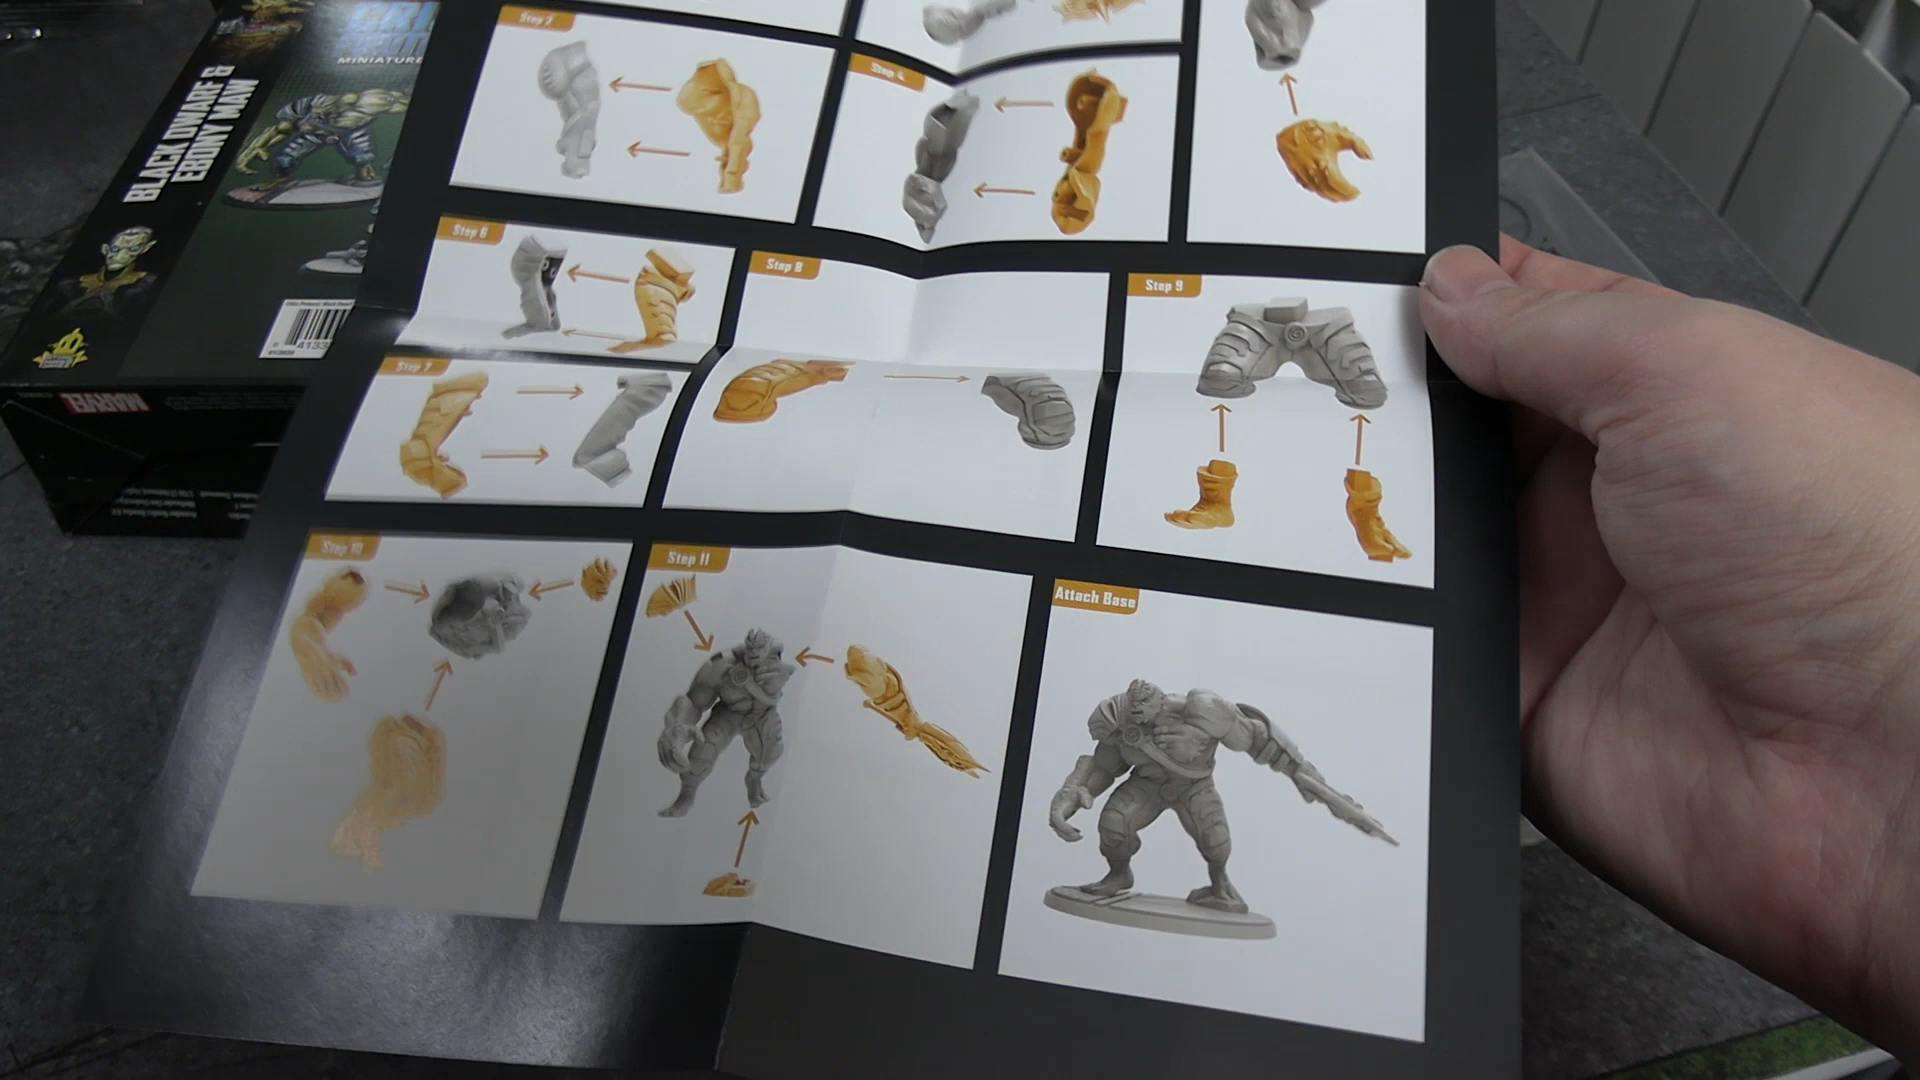 BLACK DWARF &
EBONY MAW
MINIATURE
MARVEL
Step 2
Step 4
Step 6
Step 7
Step 8
Step 9
Step 10
Step 11
Attach Base